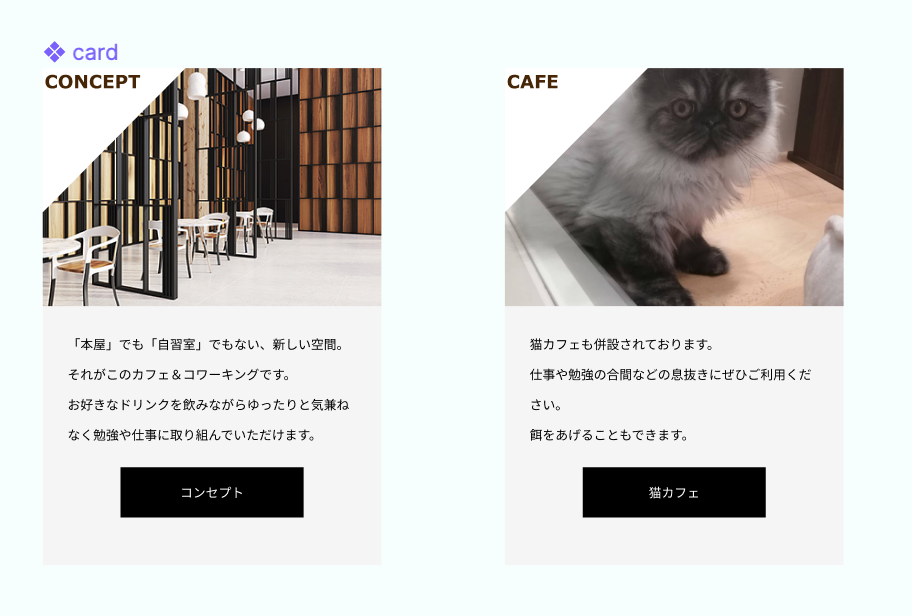 card
CONCEPT
「本屋」でも「自習室」でもない、新しい空間。
それがこのカフェ＆コワーキングです。
お好きなドリンクを飲みながらゆったりと気兼ね
なく勉強や仕事に取り組んでいただけます。
コンセプト
CAFE
猫カフェも併設されております。
仕事や勉強の合間などの息抜きにぜひご利用くだ
さい。
餌をあげることもできます。
猫カフェ